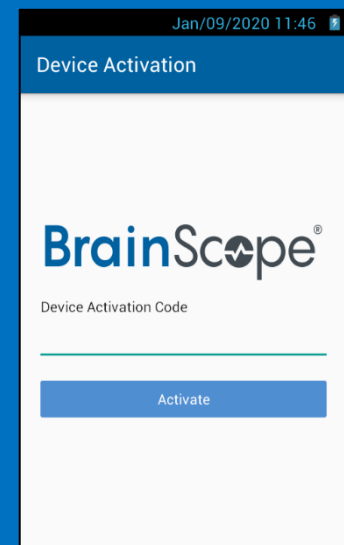 Jan/09/2020 11:46
Device Activation
BrainScope®
Device Activation Code
Activate